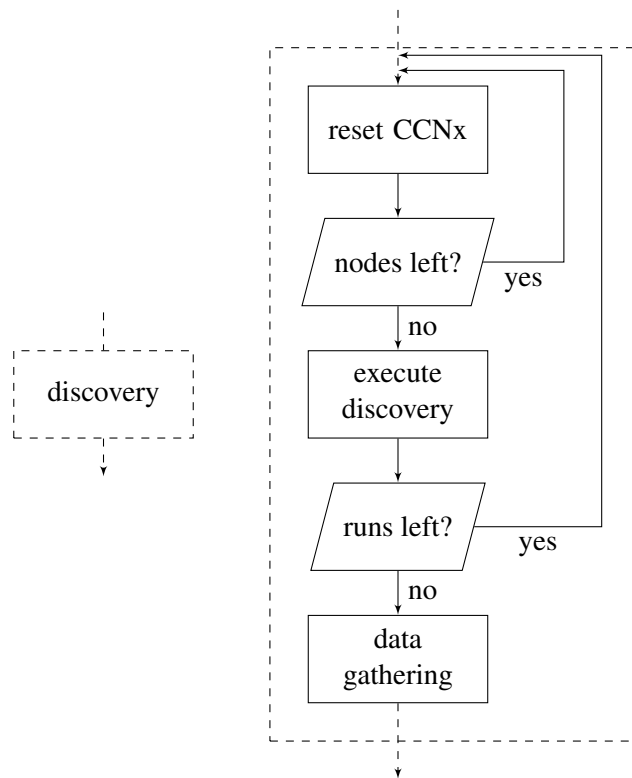 reset CCNx
nodes left?
yes
no
discovery
execute
discovery
runs left?
yes
no
data
gathering